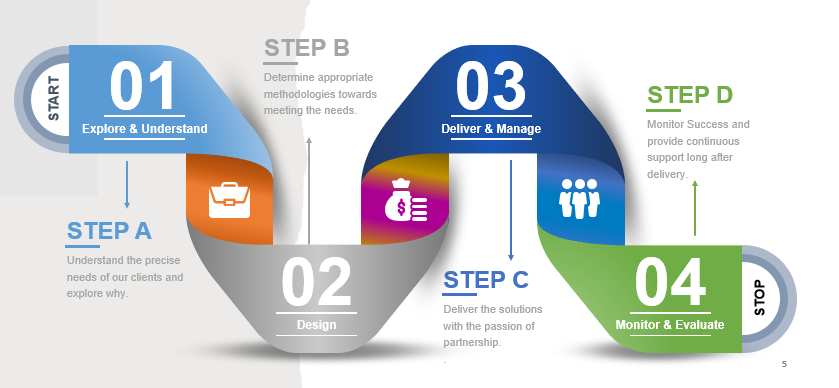 START
01
Explore & Understand
STEP A
Understand the precise
needs of our clients and
explore why.
STEP B
Determine appropriate
methodologies towards
meeting the needs.
02
Design
03
Deliver & Manage
$
STEP C
Deliver the solutions
with the passion of
partnership.
.
STEP D
Monitor Success and
provide continuous
support long after
delivery.
04
Monitor & Evaluate
STOP
5